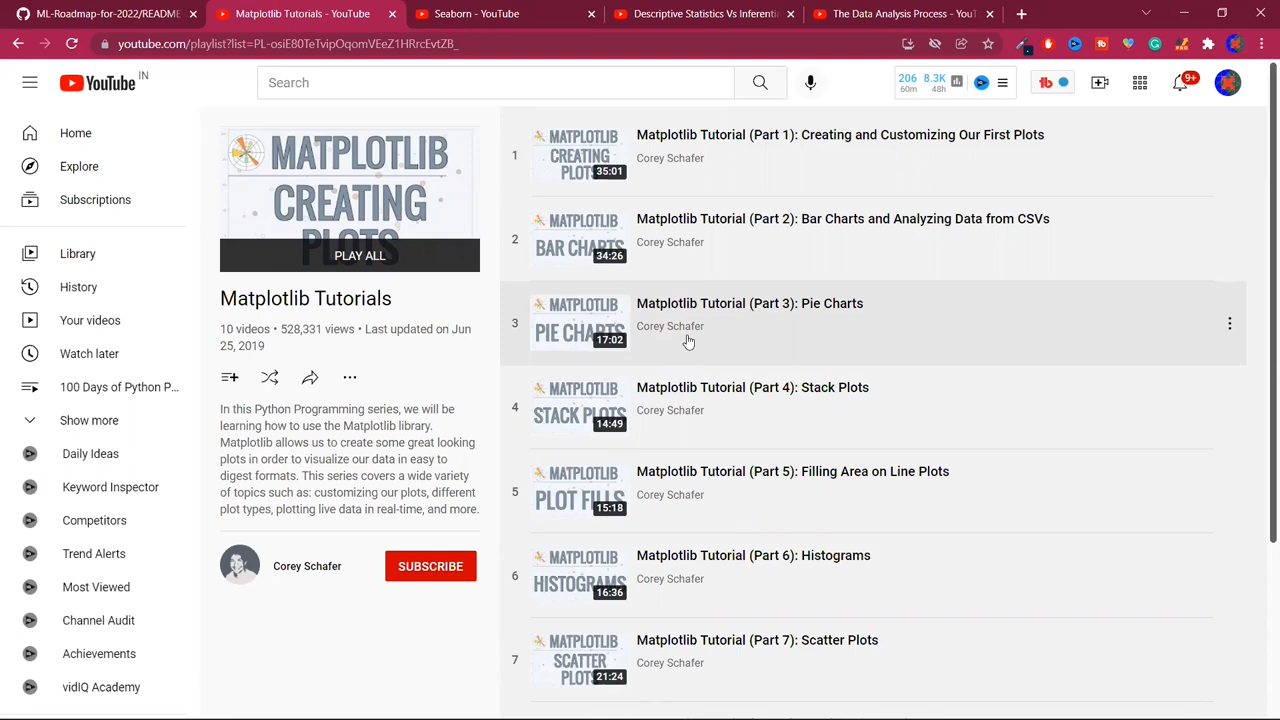 ML-Roadmap-for-2022/README
Matplotlib Tutorials - YouTube
Seaborn - YouTube
Descriptive Statistics Vs Inferenti
The Data Analysis Process - YouT
youtube.com/playlist?list=PL-osiE80TeTvipOqomVEeZ1HRrcEvtZB_
YouTube IN
Search
206 60m
8.3K 48h
9+
Home
Explore
Subscriptions
Library
History
Your videos
Watch later
100 Days of Python P...
Show more
Daily Ideas
Keyword Inspector
Competitors
Trend Alerts
Most Viewed
Channel Audit
Achievements
vidIQ Academy
MATPLOTLIB
CREATING
PLOTS
PLAY ALL
Matplotlib Tutorials
10 videos • 528,331 views • Last updated on Jun
25, 2019
In this Python Programming series, we will be
learning how to use the Matplotlib library.
Matplotlib allows us to create some great looking
plots in order to visualize our data in easy to
digest formats. This series covers a wide variety
of topics such as: customizing our plots, different
plot types, plotting live data in real-time, and more.
Corey Schafer
SUBSCRIBE
1
MATPLOTLIB
CREATING
PLOTS
35:01
Matplotlib Tutorial (Part 1): Creating and Customizing Our First Plots
Corey Schafer
2
MATPLOTLIB
BAR CHARTS
34:26
Matplotlib Tutorial (Part 2): Bar Charts and Analyzing Data from CSVs
Corey Schafer
3
MATPLOTLIB
PIE CHARTS
17:02
Matplotlib Tutorial (Part 3): Pie Charts
Corey Schafer
4
MATPLOTLIB
STACK PLOTS
14:49
Matplotlib Tutorial (Part 4): Stack Plots
Corey Schafer
5
MATPLOTLIB
PLOT FILLS
15:18
Matplotlib Tutorial (Part 5): Filling Area on Line Plots
Corey Schafer
6
MATPLOTLIB
HISTOGRAMS
16:36
Matplotlib Tutorial (Part 6): Histograms
Corey Schafer
7
MATPLOTLIB
SCATTER
PLOTS
21:24
Matplotlib Tutorial (Part 7): Scatter Plots
Corey Schafer